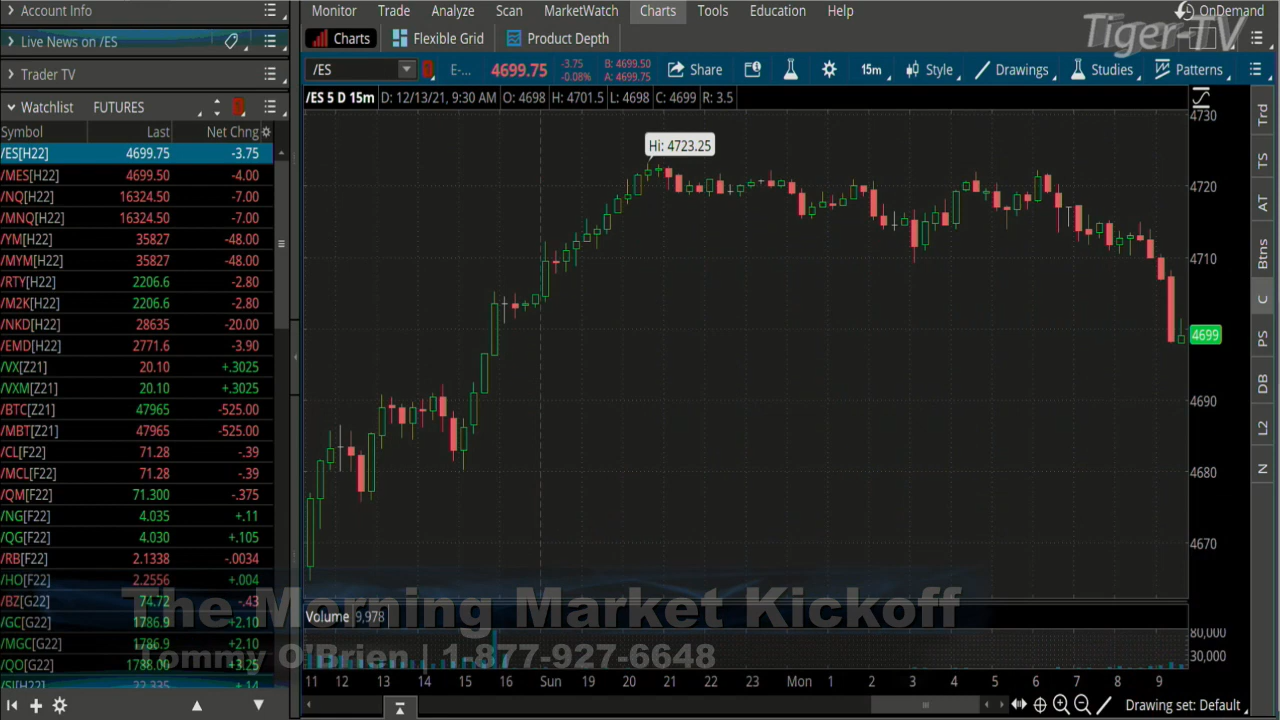 Account Info
Monitor Trade Analyze Scan MarketWatch Charts Tools Education Help OnDemand
Tiger-TV
Live News on /ES
Charts Flexible Grid Product Depth
Trader TV
/ES E-... 4699.75 -3.75 -0.08% B: 4699.50 A: 4699.75 Share 15m Style Drawings Studies Patterns
Watchlist FUTURES
/ES 5 D 15m D: 12/13/21, 9:30 AM O: 4698 H: 4701.5 L: 4698 C: 4699 R: 3.5
Symbol Last Net Chng
/ES[H22] 4699.75 -3.75
/MES[H22] 4699.50 -4.00
/NQ[H22] 16324.50 -7.00
/MNQ[H22] 16324.50 -7.00
/YM[H22] 35827 -48.00
/MYM[H22] 35827 -48.00
/RTY[H22] 2206.6 -2.80
/M2K[H22] 2206.6 -2.80
/NKD[H22] 28635 -20.00
/EMD[H22] 2771.6 -3.90
/VX[Z21] 20.10 +.3025
/VXM[Z21] 20.10 +.3025
/BTC[Z21] 47965 -525.00
/MBT[Z21] 47965 -525.00
/CL[F22] 71.28 -.39
/MCL[F22] 71.28 -.39
/QM[F22] 71.300 -.375
/NG[F22] 4.035 +.11
/QG[F22] 4.030 +.105
/RB[F22] 2.1338 -.0034
/HO[F22] 2.2556 +.004
/BZ[G22] 74.72 -.43
/GC[G22] 1786.9 +2.10
/MGC[G22] 1786.9 +2.10
/QO[G22] 1788.00 +3.25
/SI[H22] 22.335 +.14
Hi: 4723.25
4730
4720
4710
4699
4690
4680
4670
The Morning Market Kickoff
Tommy O'Brien | 1-877-927-6648
Volume 9,978
80,000
30,000
11 12 13 14 15 16 Sun 19 20 21 22 23 Mon 1 2 3 4 5 6 7 8 9
Trd
TS
AT
Btns
C
PS
DB
L2
N
Drawing set: Default